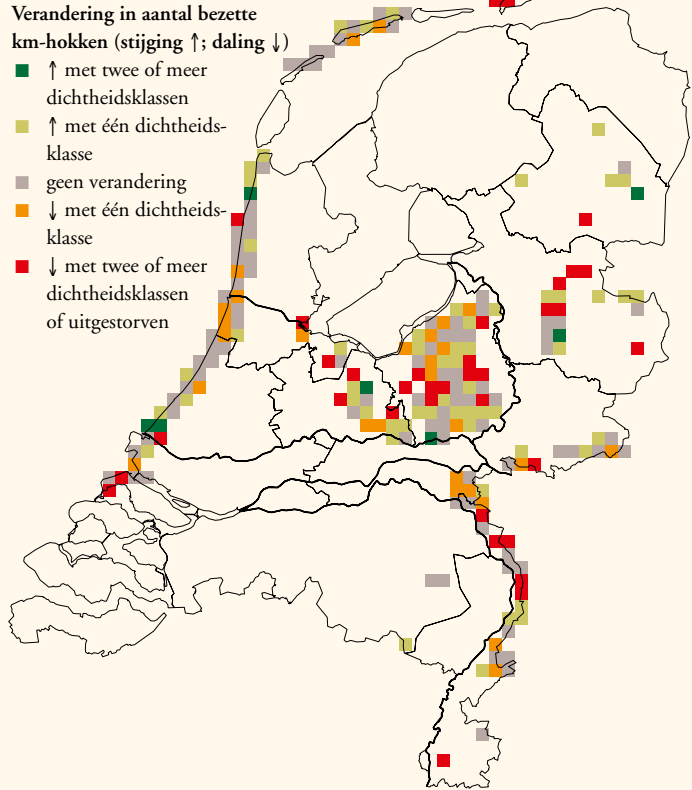 Verandering in aantal bezette
km-hokken (stijging ↑; daling ↓)
↑ met twee of meer
dichtheidsklassen
↑ met één dichtheids-
klasse
geen verandering
↓ met één dichtheids-
klasse
↓ met twee of meer
dichtheidsklassen
of uitgestorven